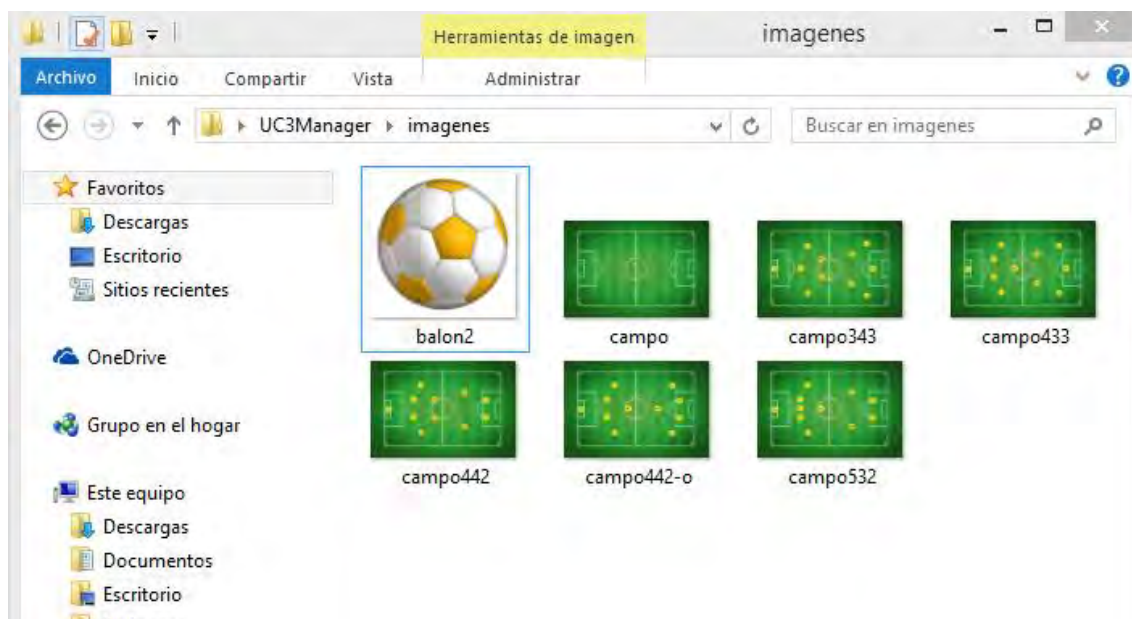 Herramientas de imagen
imagenes
Archivo Inicio Compartir Vista Administrar
UC3Manager imagenes
Buscar en imagenes
Favoritos
Descargas
Escritorio
Sitios recientes
OneDrive
Grupo en el hogar
Este equipo
Descargas
Documentos
Escritorio
balon2 campo campo343 campo433
campo442 campo442-o campo532